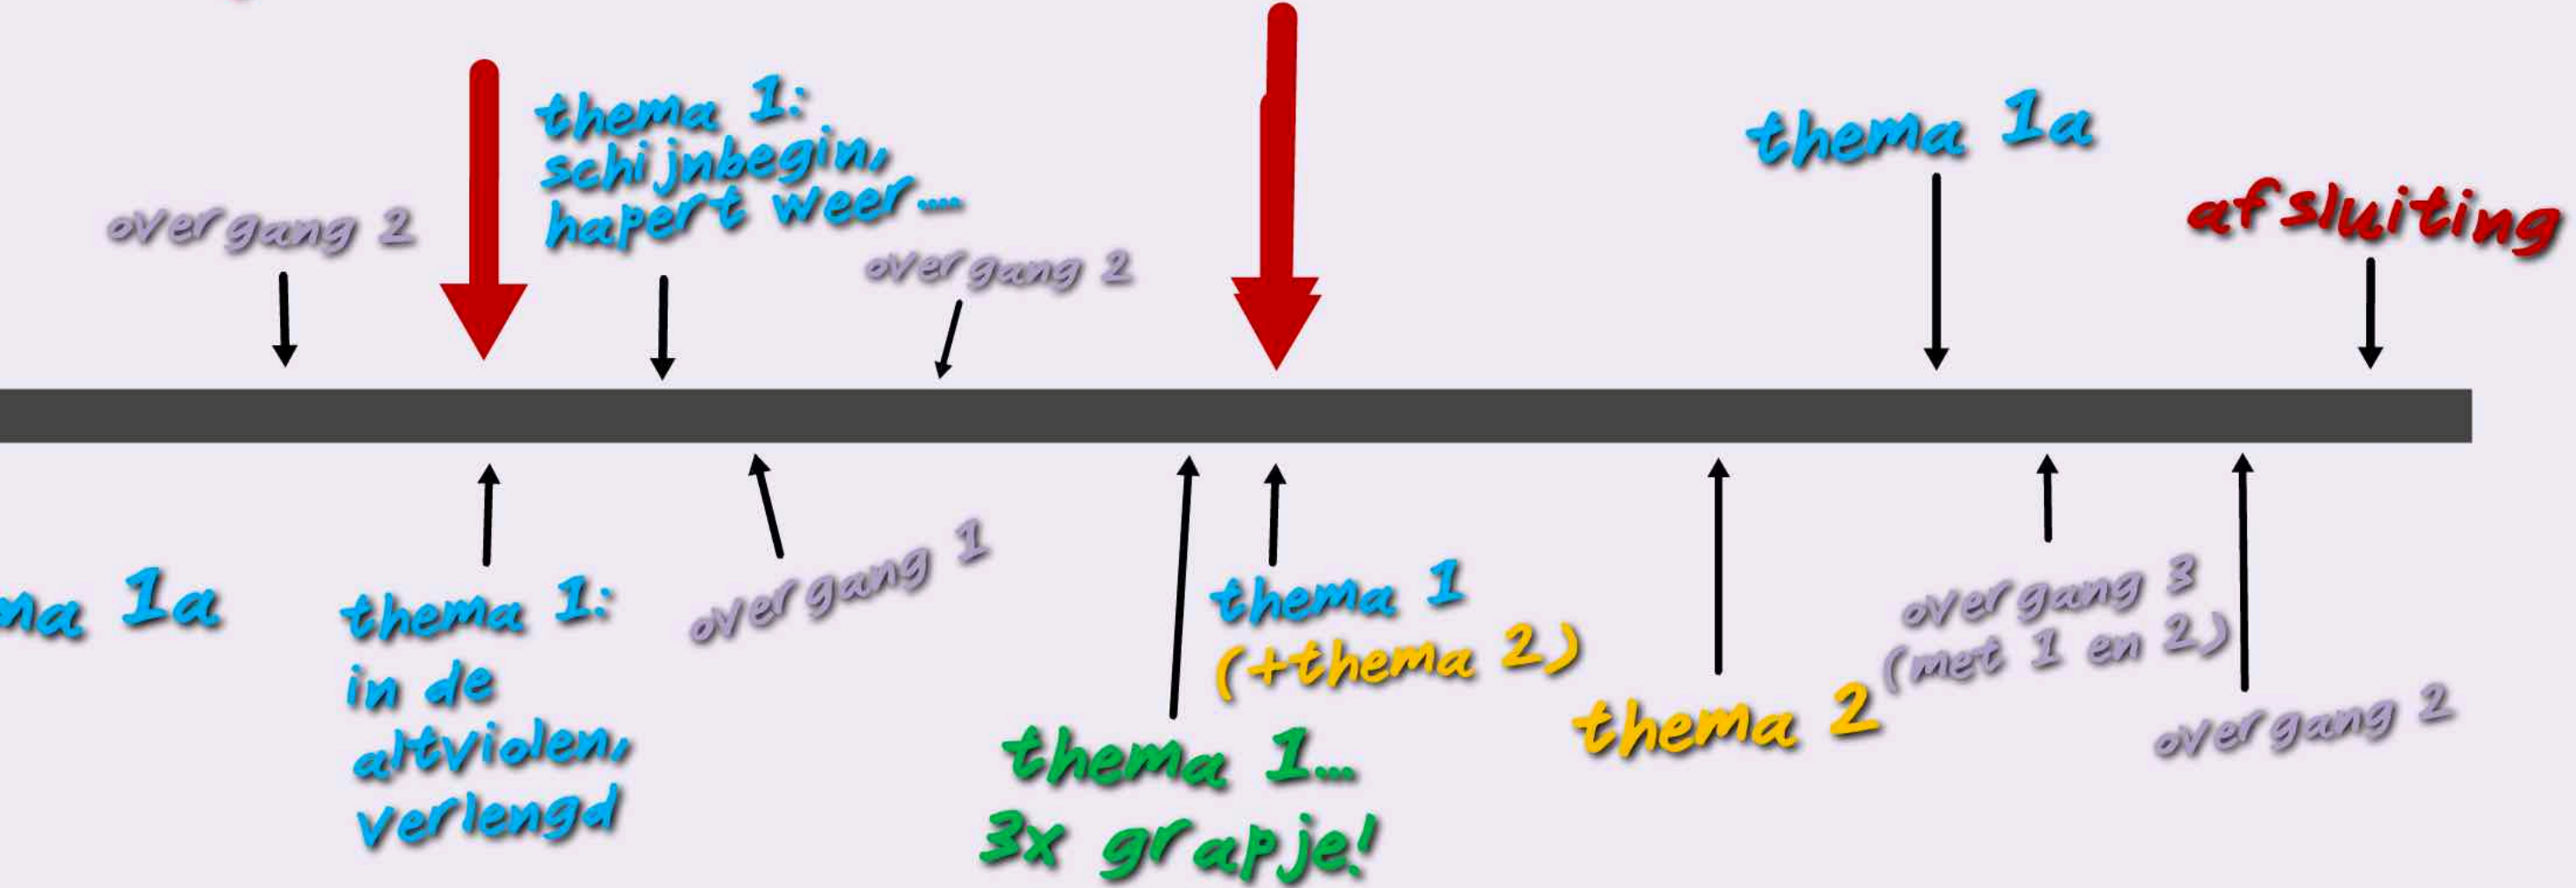 overgang 2
thema 1:
schijnbegin,
hapert weer....
overgang 2
thema 1a
afsluiting
ma 1a
thema 1:
in de
altviolen,
verlengd
overgang 1
thema 1...
3x grapje!
thema 1
(+thema 2)
thema 2
overgang 3
(met 1 en 2)
overgang 2